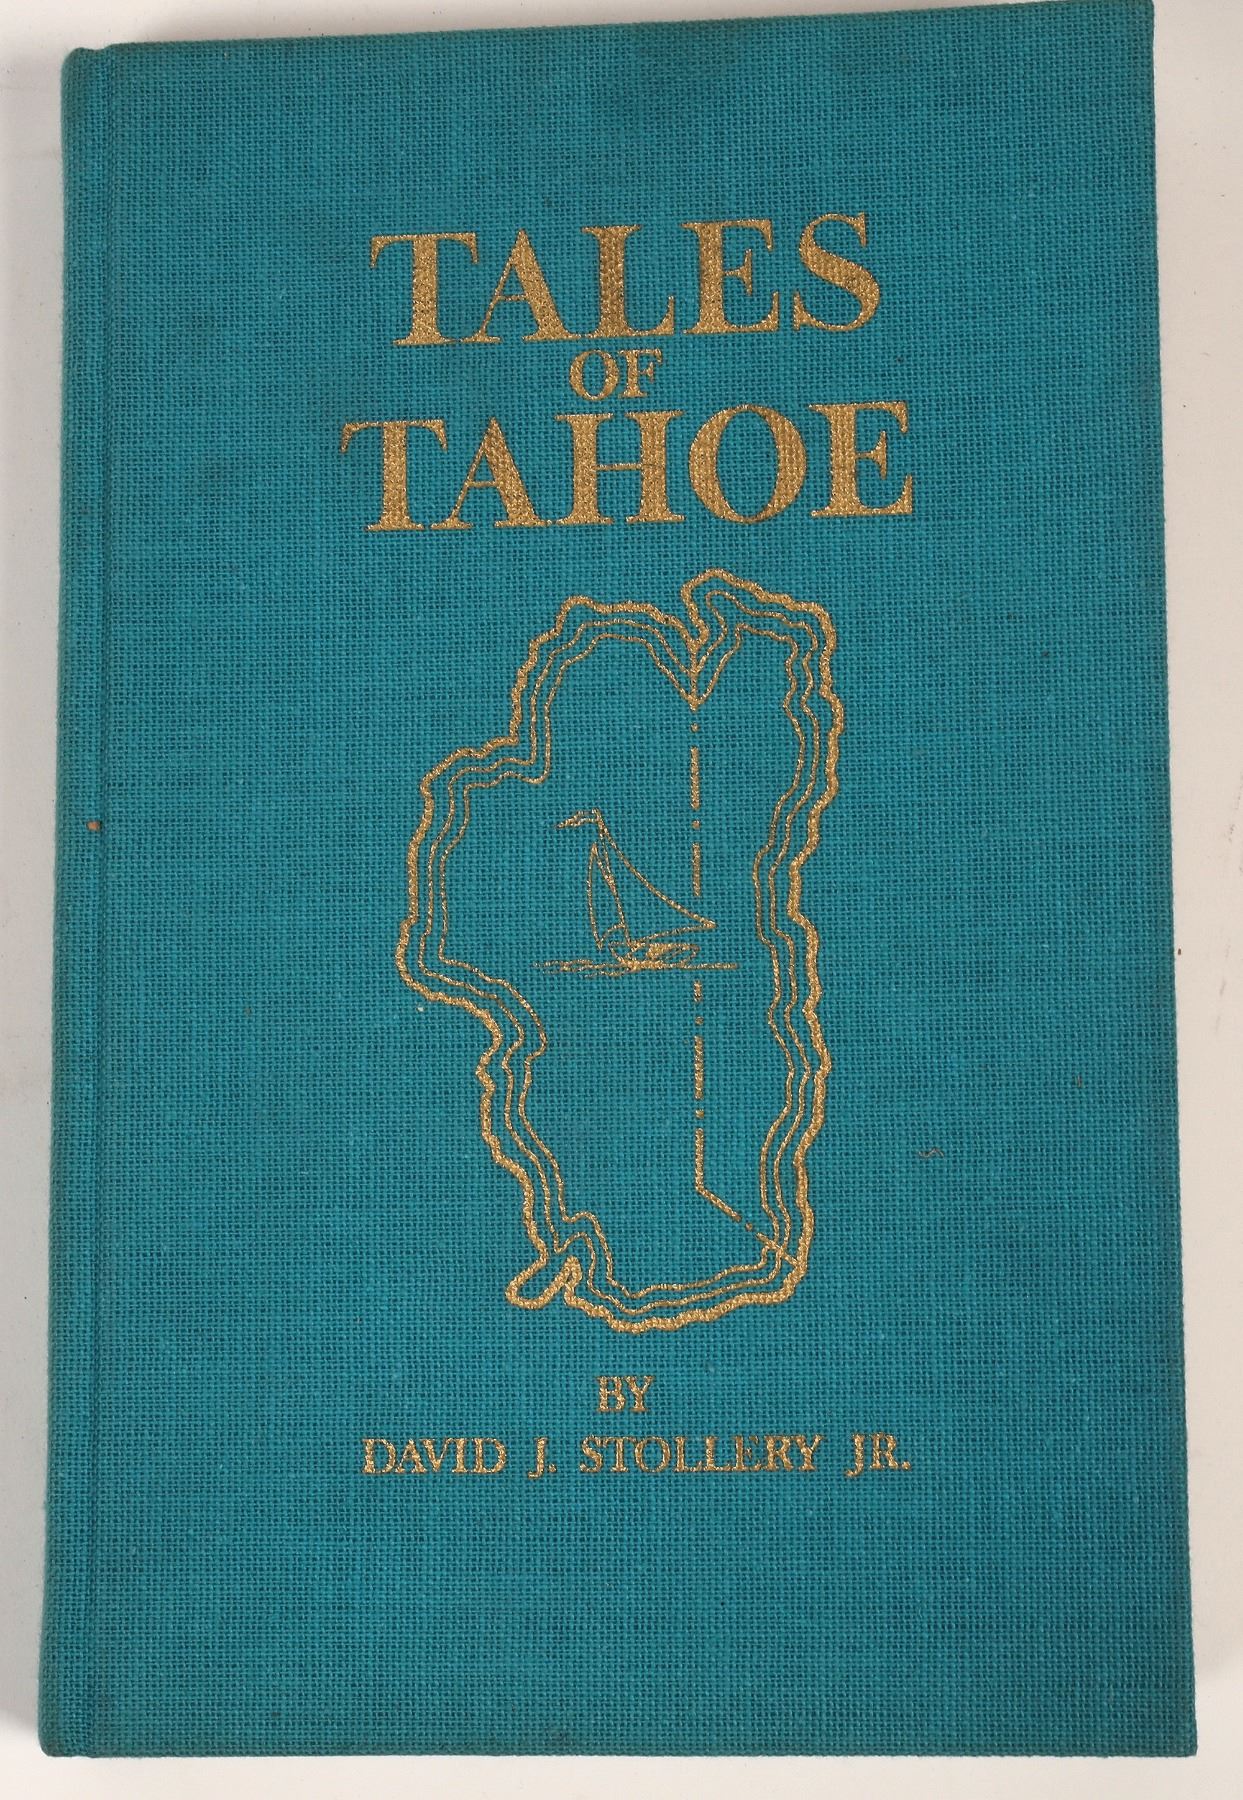 TALES
OF
TAHOE
BY
DAVID J. STOLLERY JR.